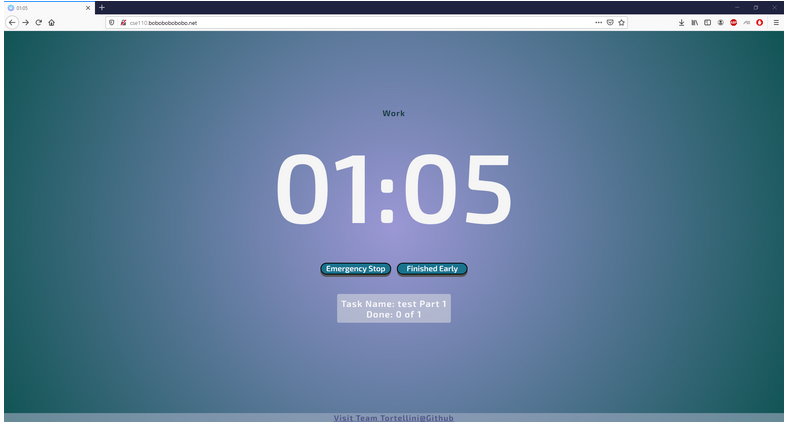 01:05
cse110.bobobobobobo.net
Work
01:05
Emergency Stop
Finished Early
Task Name: test Part 1
Done: 0 of 1
Visit Team Tortellini@Github